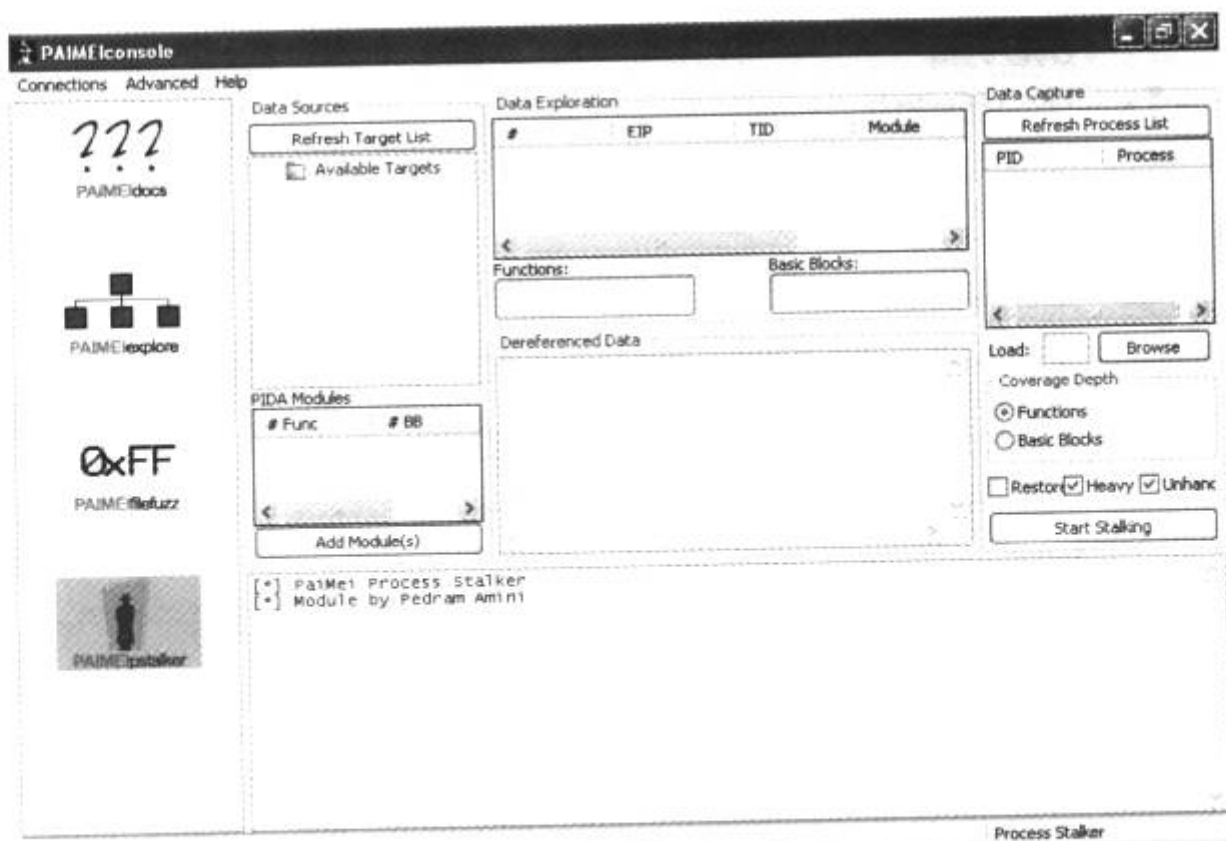 PAIMEIconsole
Connections Advanced Help
???
PAIMEIdocs
PAIMEIexplore
0xFF
PAIMEIfilefuzz
PAIMEIpstalker
Data Sources
Refresh Target List
Available Targets
PIDA Modules
# Func # BB
Add Module(s)
Data Exploration
# EIP TID Module
Functions:
Basic Blocks:
Dereferenced Data
Data Capture
Refresh Process List
PID Process
Load: Browse
Coverage Depth
Functions
Basic Blocks
Restore Heavy Unhanc
Start Stalking
[*] PaiMei Process Stalker
[*] Module by Pedram Amini
Process Stalker